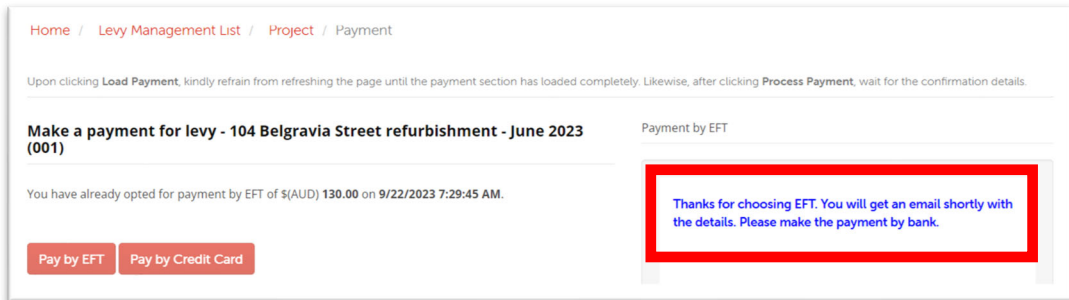 Home / Levy Management List / Project / Payment
Upon clicking Load Payment, kindly refrain from refreshing the page until the payment section has loaded completely. Likewise, after clicking Process Payment, wait for the confirmation details.
Make a payment for levy - 104 Belgravia Street refurbishment - June 2023
(001)
You have already opted for payment by EFT of $(AUD) 130.00 on 9/22/2023 7:29:45 AM.
Pay by EFT
Pay by Credit Card
Payment by EFT
Thanks for choosing EFT. You will get an email shortly with
the details. Please make the payment by bank.